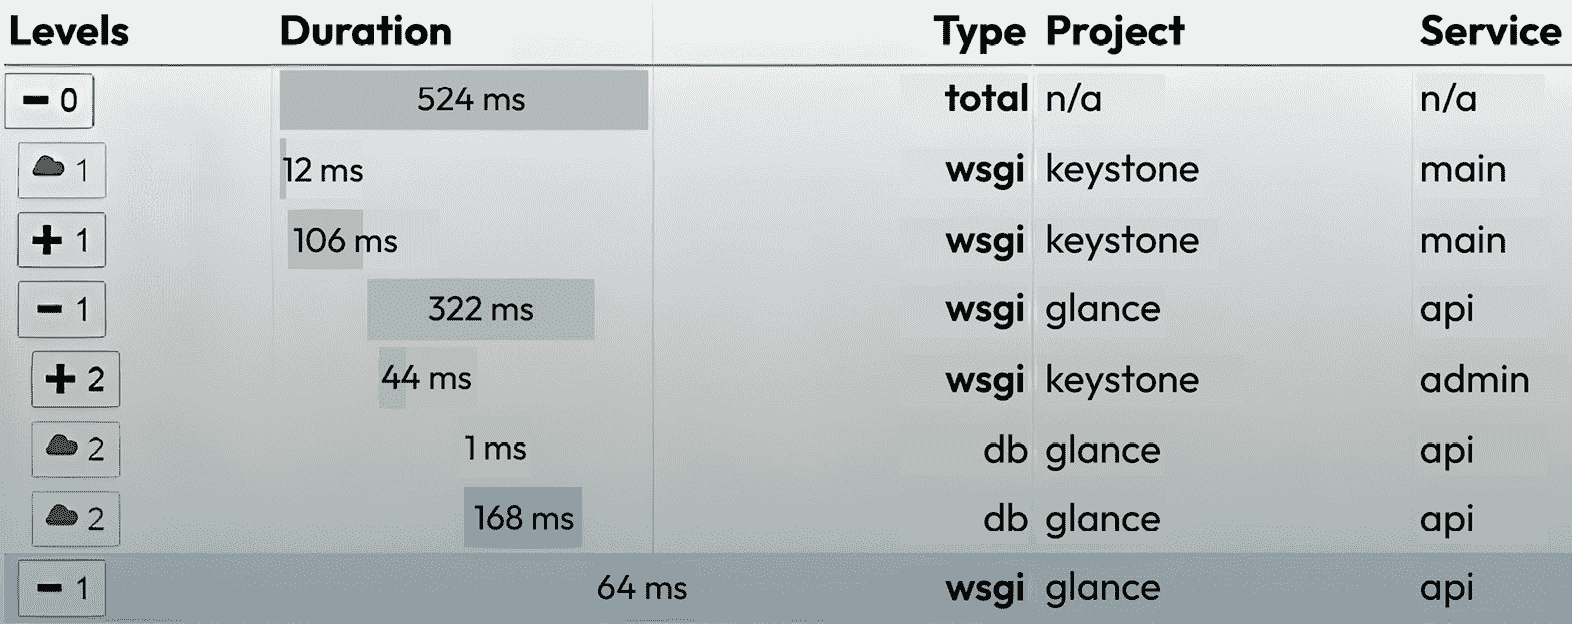 Levels Duration Type Project Service
0 524 ms total n/a n/a
1 12 ms wsgi keystone main
+ 1 106 ms wsgi keystone main
- 1 322 ms wsgi glance api
+ 2 44 ms wsgi keystone admin
2 1 ms db glance api
2 168 ms db glance api
- 1 64 ms wsgi glance api